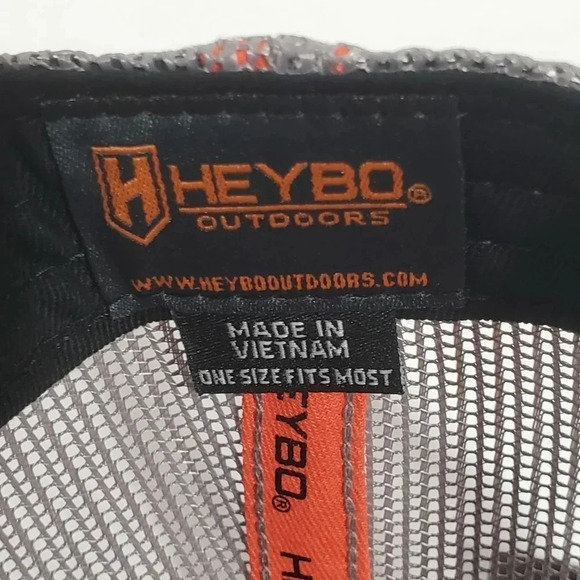 H HEYBO®
OUTDOORS
WWW.HEYBOOUTDOORS.COM
MADE IN
VIETNAM
ONE SIZE FITS MOST
HEYBO®